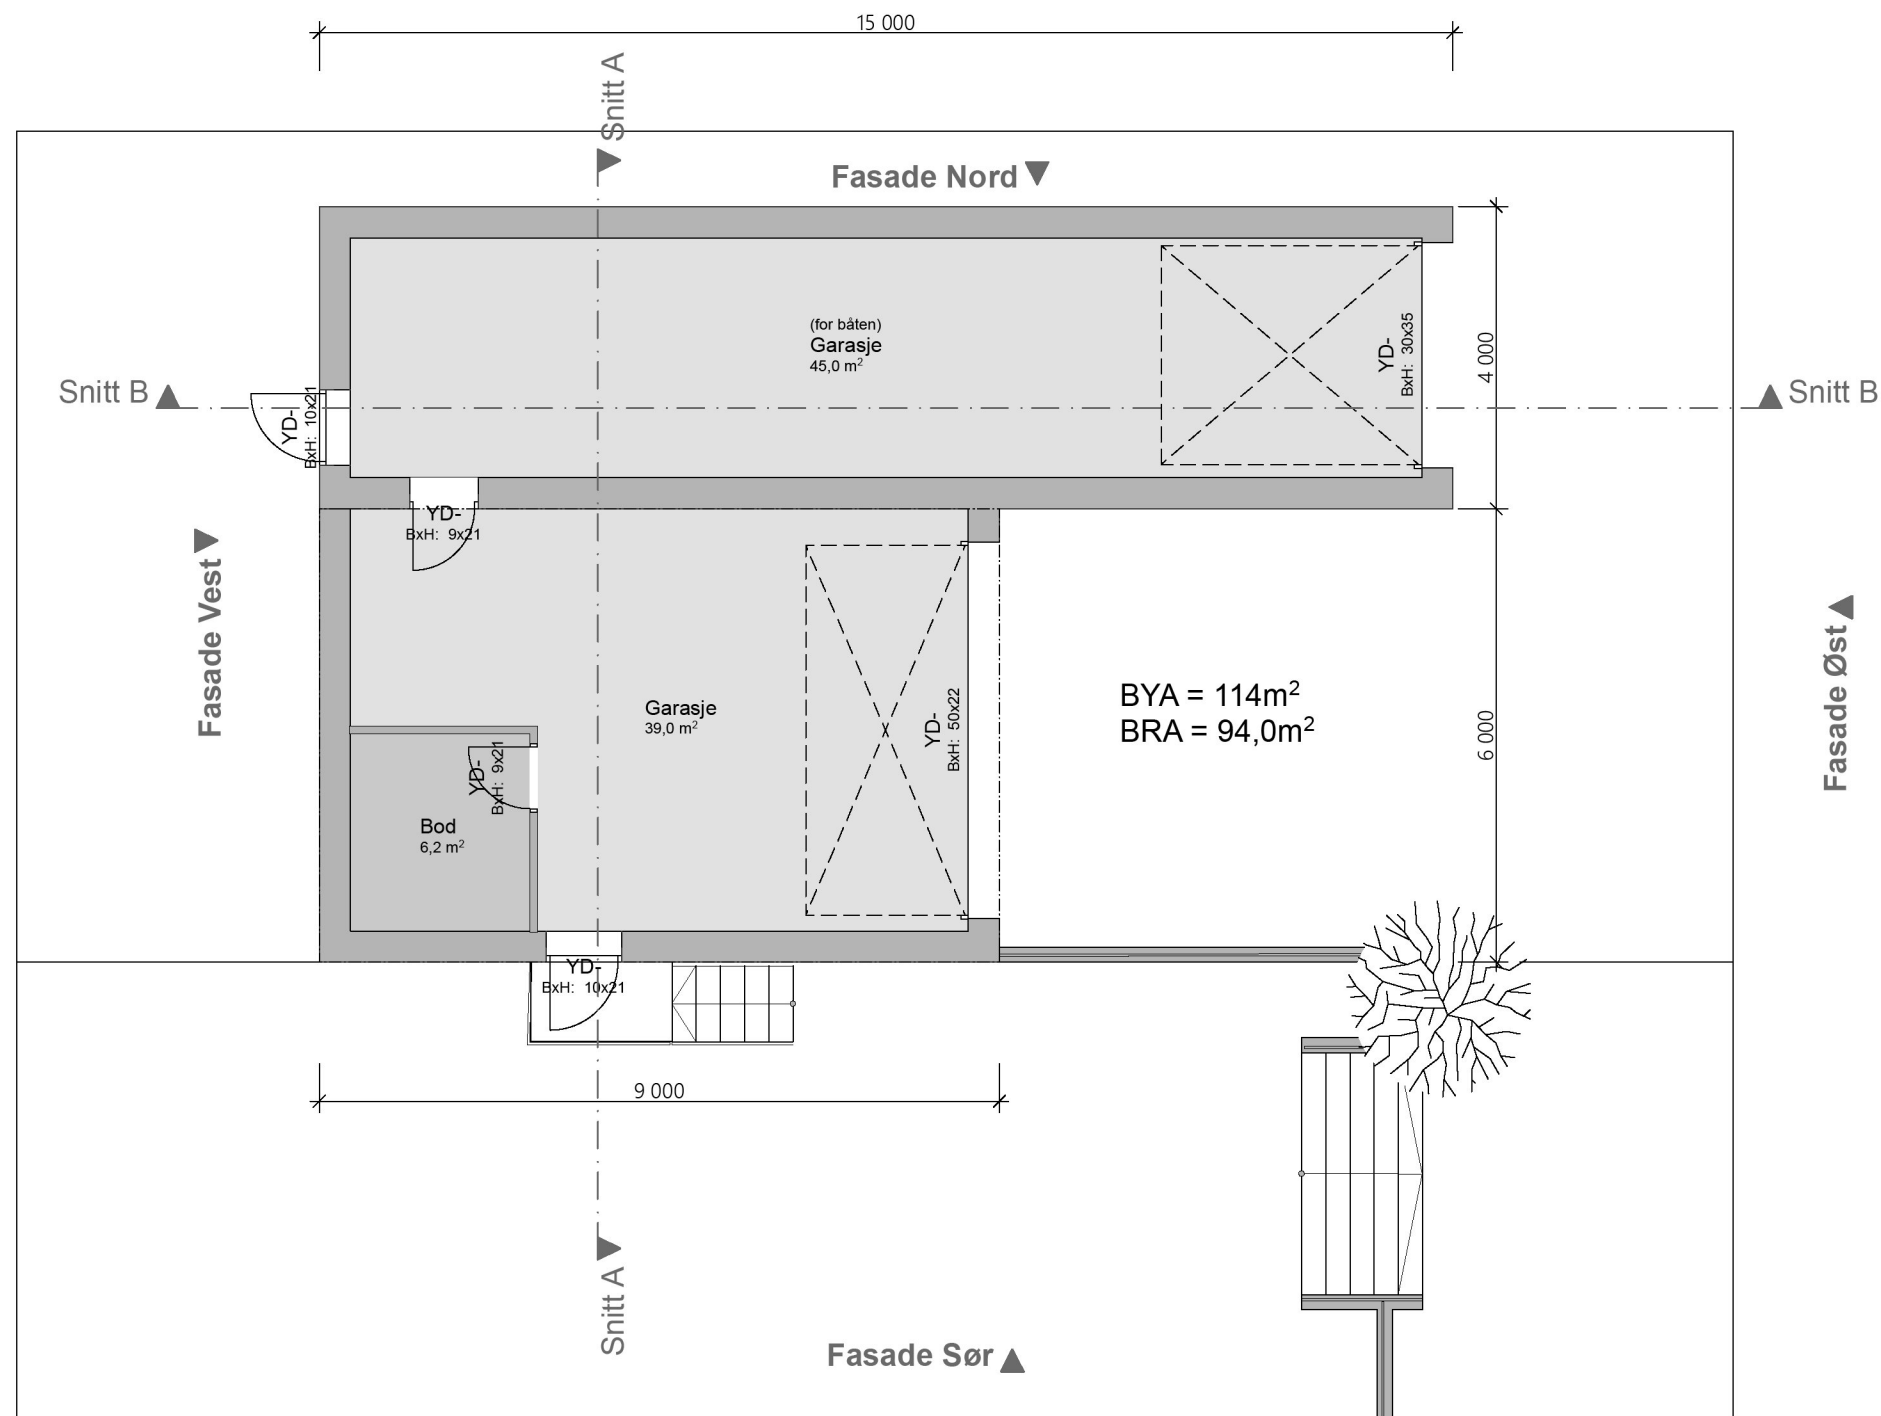 15 000
Snitt A
Fasade Nord
(for båten)
Garasje
45,0 m²
YD-
BxH: 30x35
4 000
Snitt B
Snitt B
YD-
BxH: 10x21
YD-
BxH: 9x21
Fasade Vest
Garasje
39,0 m²
YD-
BxH: 50x22
BYA = 114m²
BRA = 94,0m²
6 000
Fasade Øst
YD-
BxH: 9x21
Bod
6,2 m²
YD-
BxH: 10x21
9 000
Snitt A
Fasade Sør